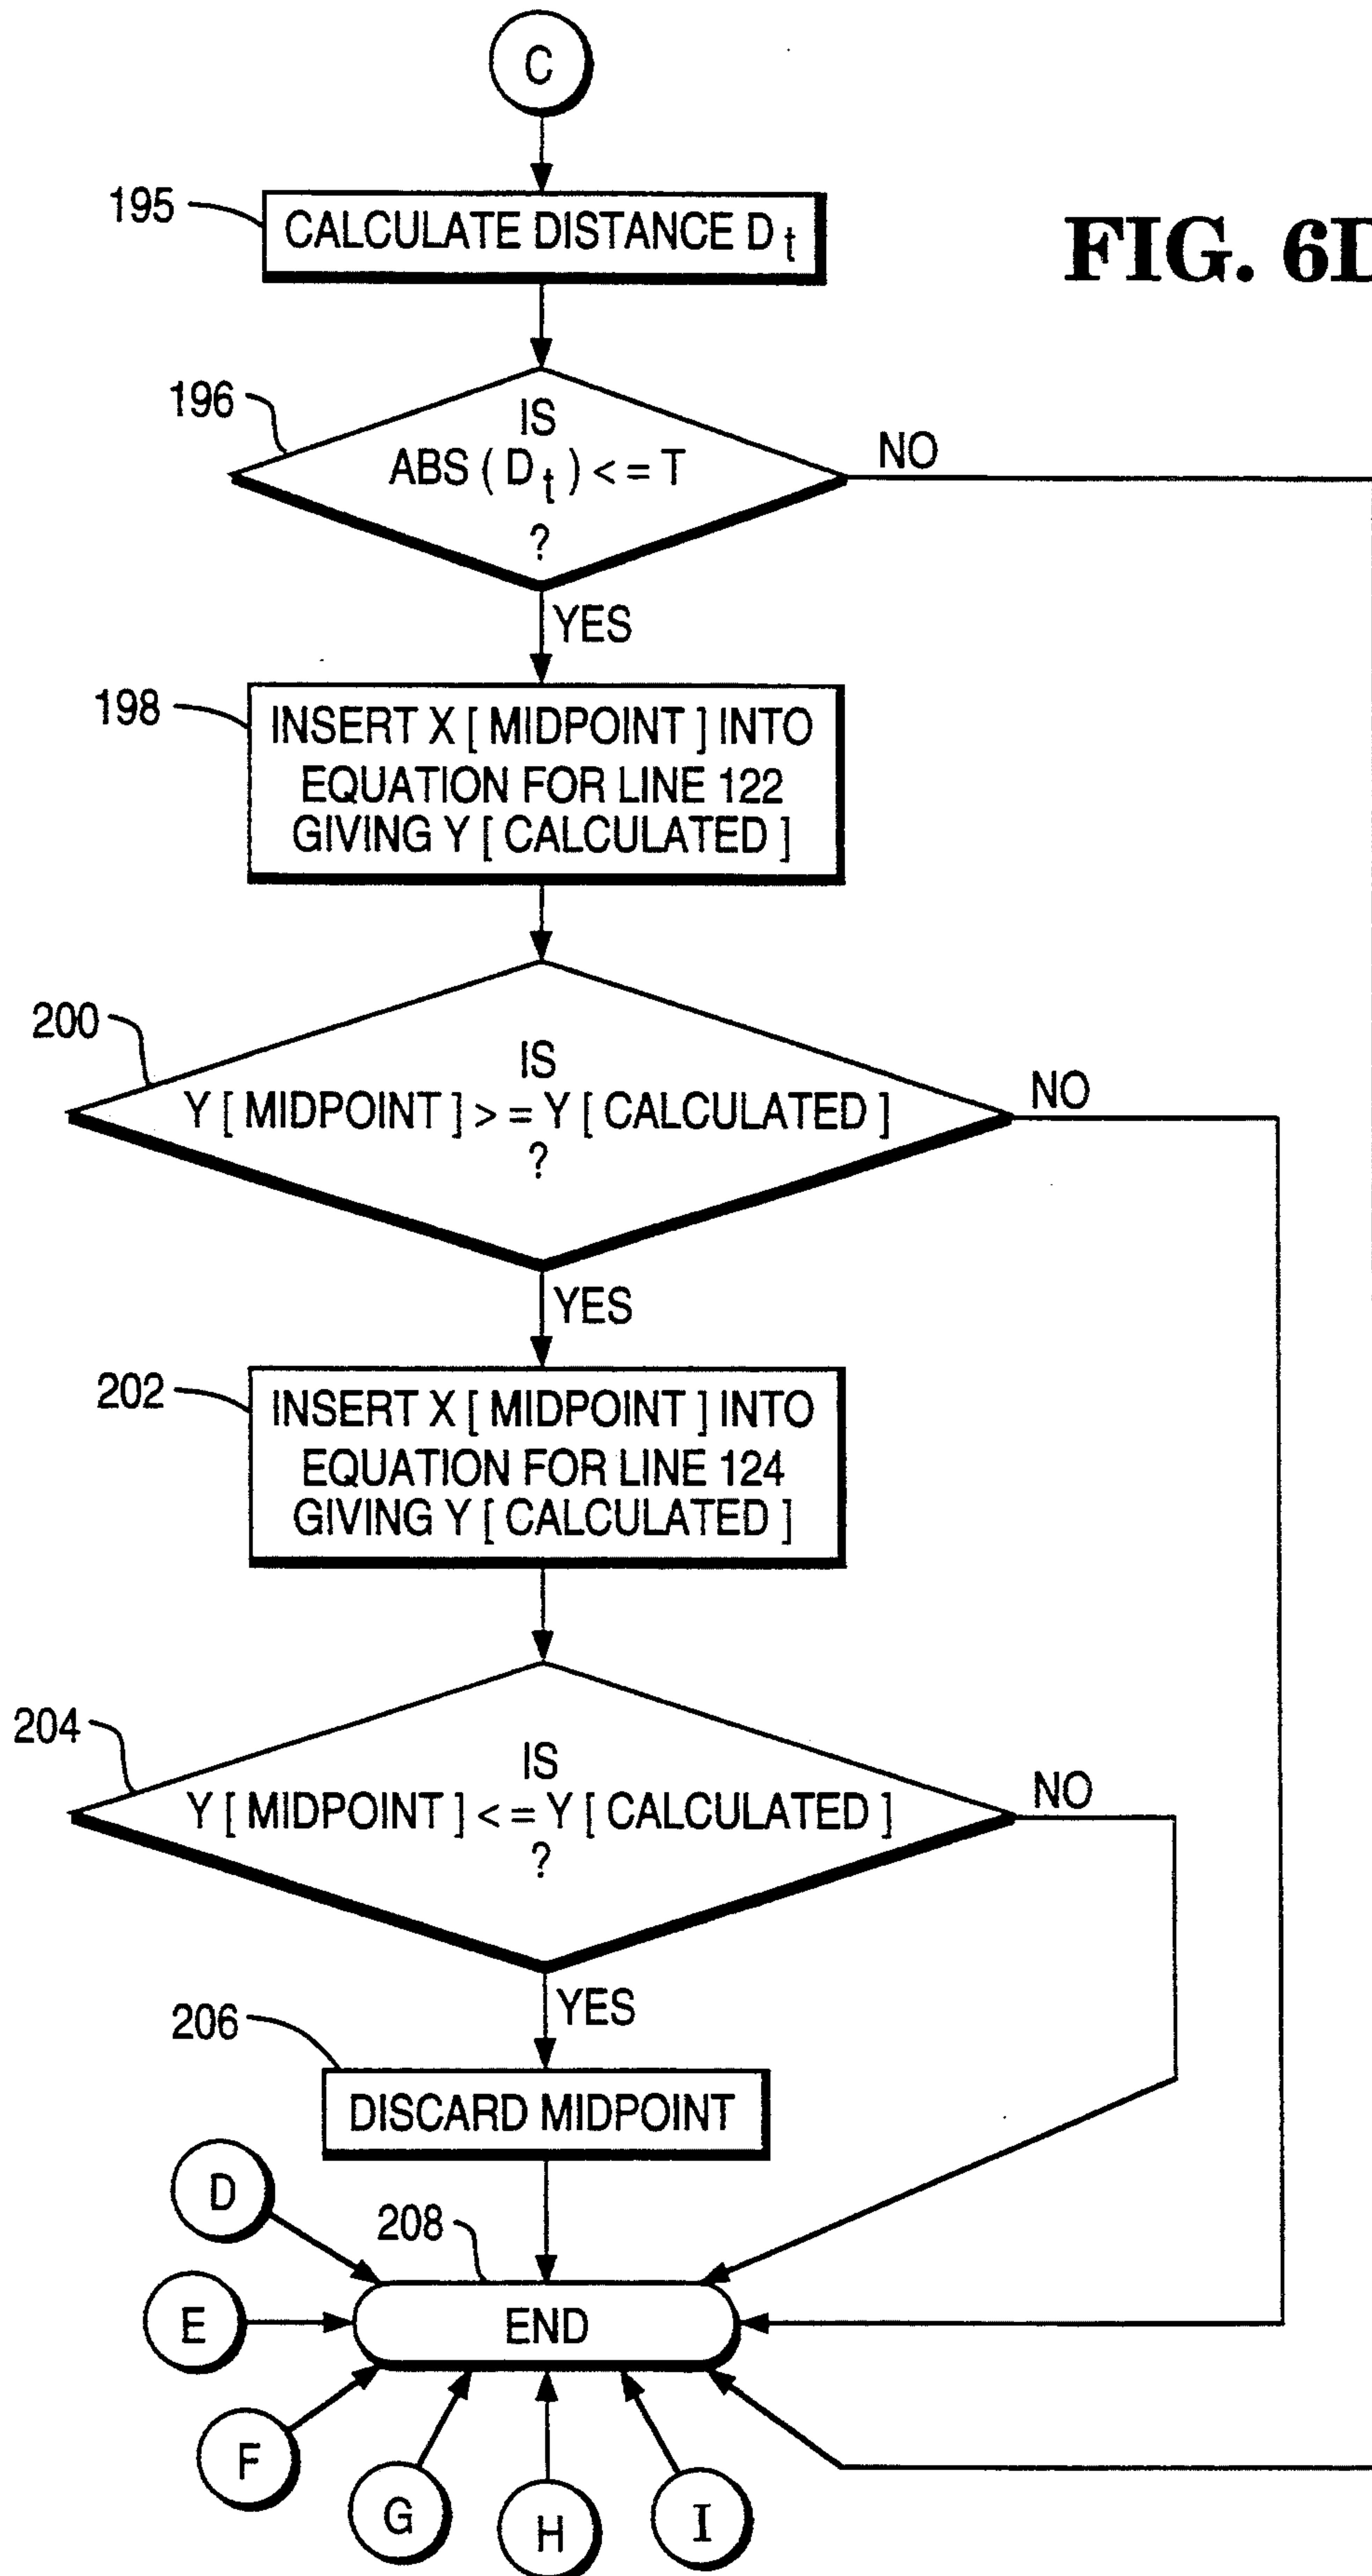 C
195
CALCULATE DISTANCE D t
FIG. 6D
196
IS
ABS ( D t ) < = T
?
NO
YES
198
INSERT X [ MIDPOINT ] INTO
EQUATION FOR LINE 122
GIVING Y [ CALCULATED ]
200
IS
Y [ MIDPOINT ] > = Y [ CALCULATED ]
?
NO
YES
202
INSERT X [ MIDPOINT ] INTO
EQUATION FOR LINE 124
GIVING Y [ CALCULATED ]
204
IS
Y [ MIDPOINT ] < = Y [ CALCULATED ]
?
NO
YES
206
DISCARD MIDPOINT
D
208
E
END
F
G
H
I